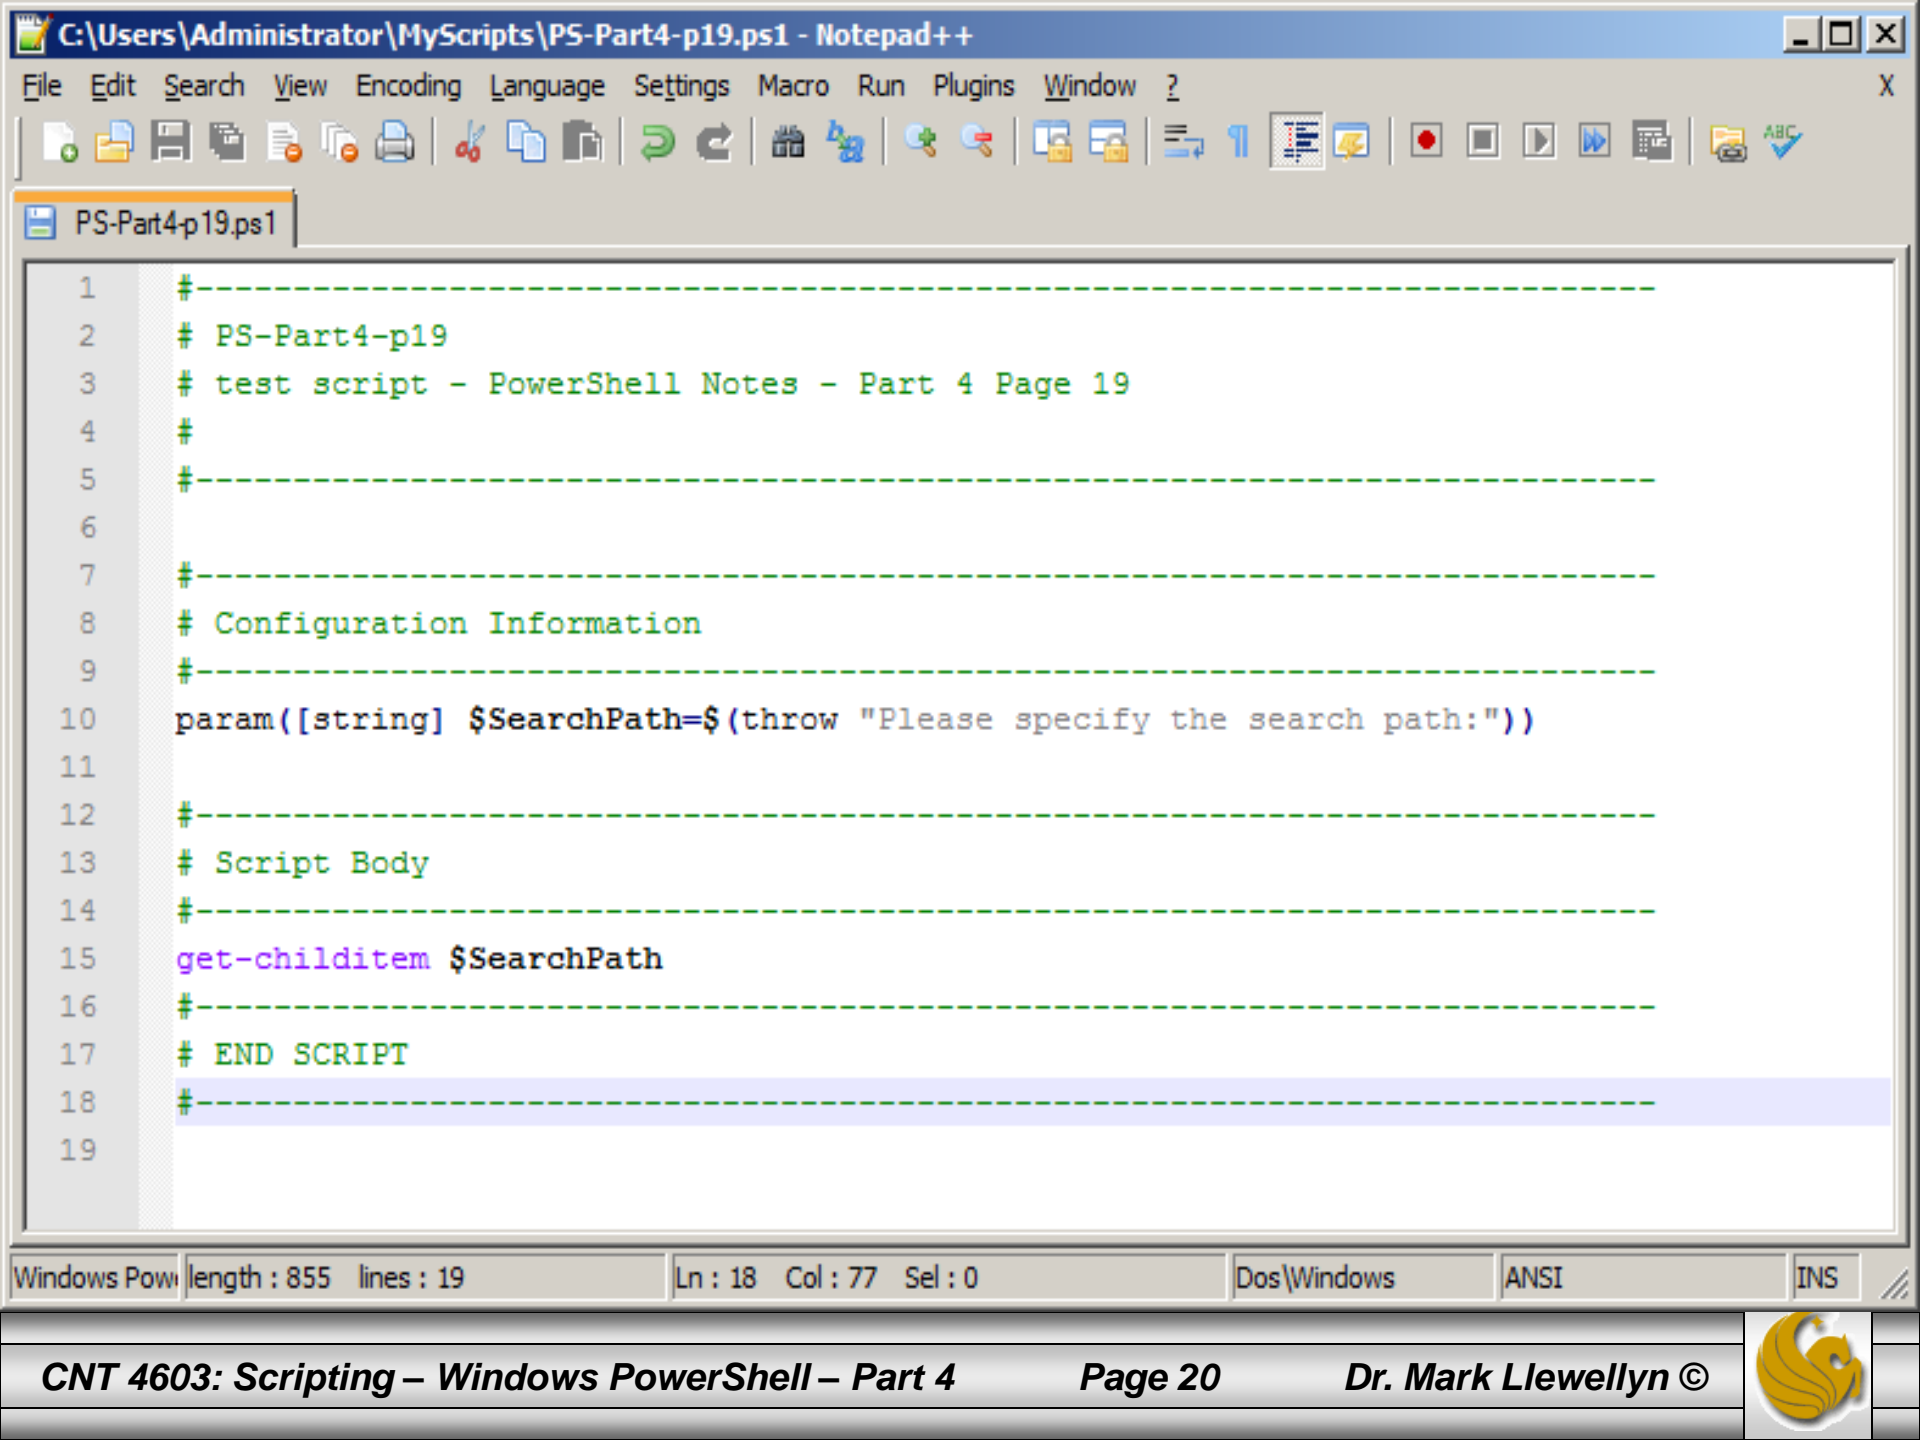 C:\Users\Administrator\MyScripts\PS-Part4-p19.ps1 - Notepad++
File Edit Search View Encoding Language Settings Macro Run Plugins Window ? X
PS-Part4-p19.ps1
1 #---------------------------------------------------------------------------
2 # PS-Part4-p19
3 # test script - PowerShell Notes - Part 4 Page 19
4 #
5 #---------------------------------------------------------------------------
6
7 #---------------------------------------------------------------------------
8 # Configuration Information
9 #---------------------------------------------------------------------------
10 param([string] $SearchPath=$(throw "Please specify the search path:"))
11
12 #---------------------------------------------------------------------------
13 # Script Body
14 #---------------------------------------------------------------------------
15 get-childitem $SearchPath
16 #---------------------------------------------------------------------------
17 # END SCRIPT
18 #---------------------------------------------------------------------------
19
Windows Pow length : 855 lines : 19 Ln : 18 Col : 77 Sel : 0 Dos\Windows ANSI INS
CNT 4603: Scripting – Windows PowerShell – Part 4 Page 20 Dr. Mark Llewellyn ©